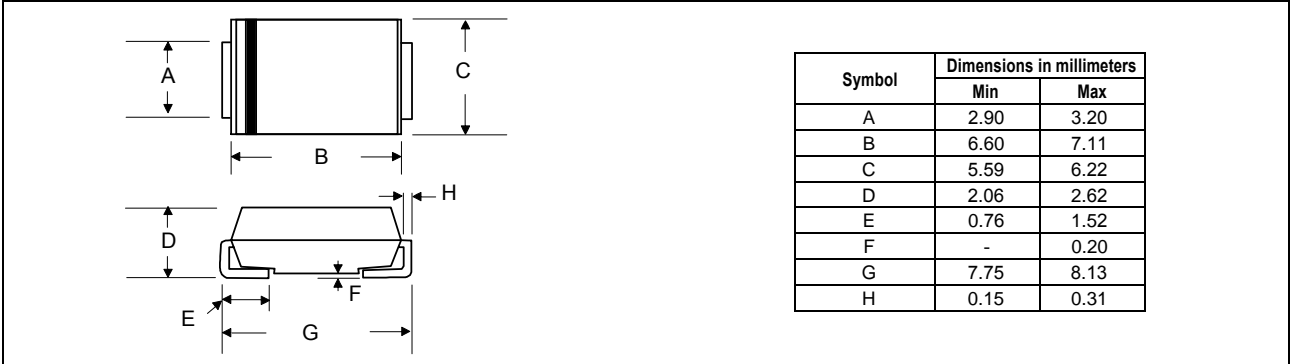 A
C
B
H
D
F
E
G
Symbol Dimensions in millimeters
Min Max
A 2.90 3.20
B 6.60 7.11
C 5.59 6.22
D 2.06 2.62
E 0.76 1.52
F - 0.20
G 7.75 8.13
H 0.15 0.31